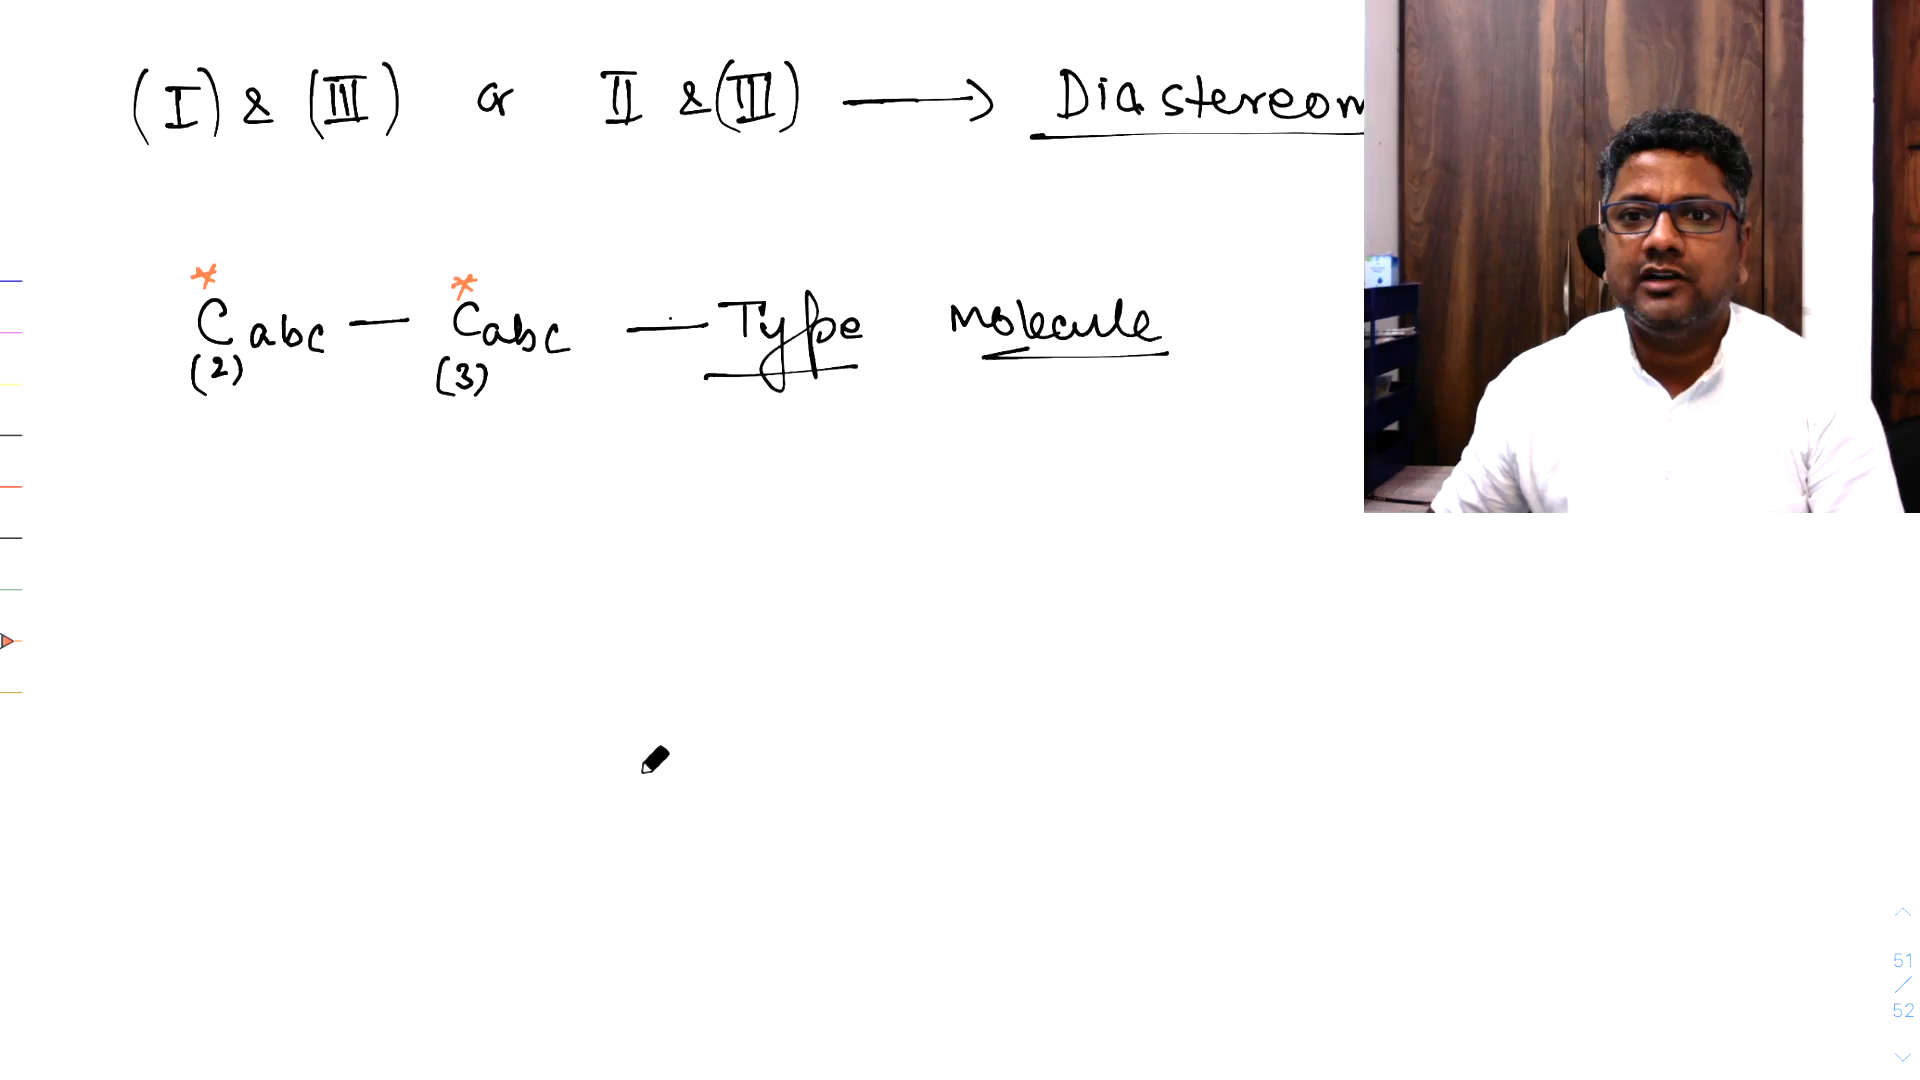 (I) & (III) or II & (III) ⟶ Diastereom
* *
Cabc — Cabc — Type Molecule
(2) (3)
51
/
52